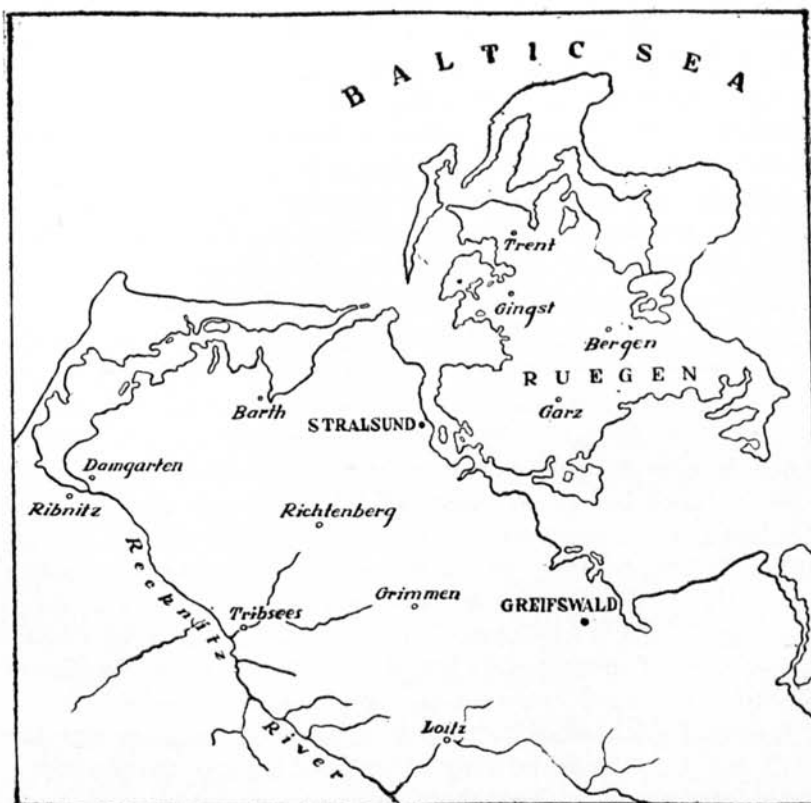 BALTIC SEA
Trent
Gingst
Bergen
RUEGEN
Barth
Garz
STRALSUND
Damgarten
Ribnitz
Richtenberg
Recknitz
Grimmen
Tribsees
GREIFSWALD
Loitz
River